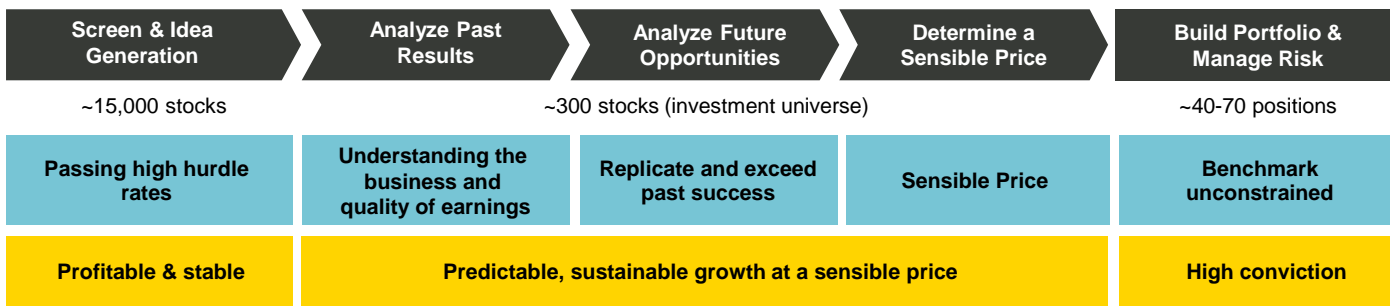 Screen & Idea
Generation
Analyze Past
Results
Analyze Future
Opportunities
Determine a
Sensible Price
Build Portfolio &
Manage Risk
~15,000 stocks
~300 stocks (investment universe)
~40-70 positions
Passing high hurdle
rates
Understanding the
business and
quality of earnings
Replicate and exceed
past success
Sensible Price
Benchmark
unconstrained
Profitable & stable
Predictable, sustainable growth at a sensible price
High conviction